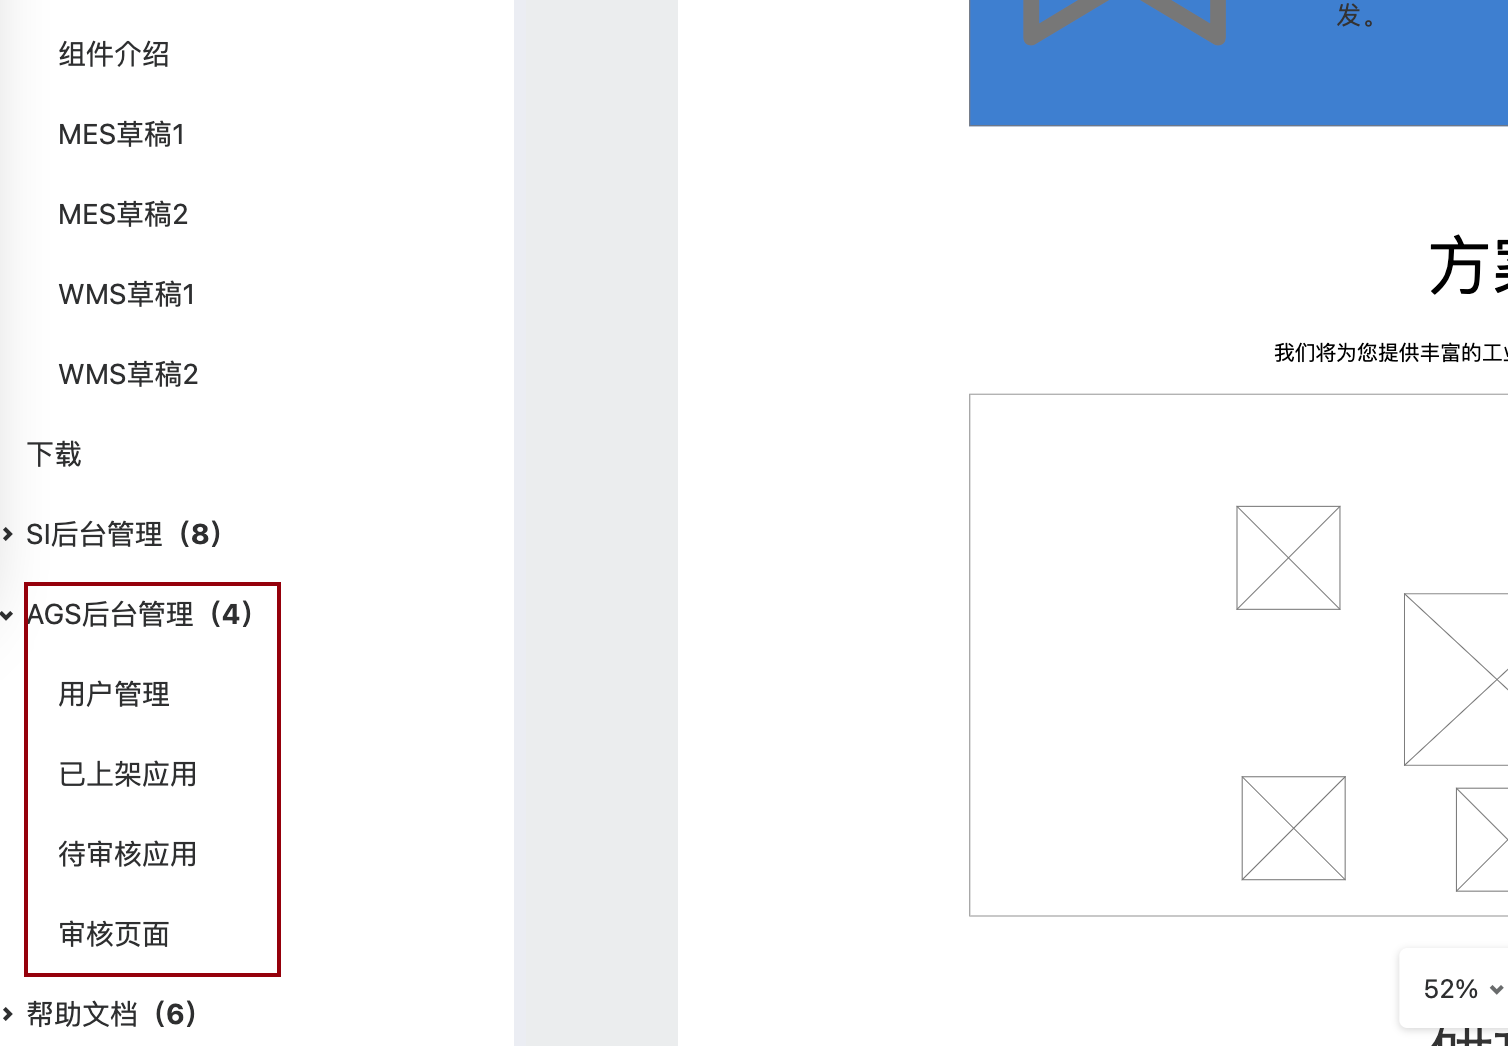 组件介绍
MES草稿1
MES草稿2
WMS草稿1
WMS草稿2
下载
SI后台管理（8）
AGS后台管理（4）
用户管理
已上架应用
待审核应用
审核页面
帮助文档（6）
发。
方案
我们将为您提供丰富的工业
52%